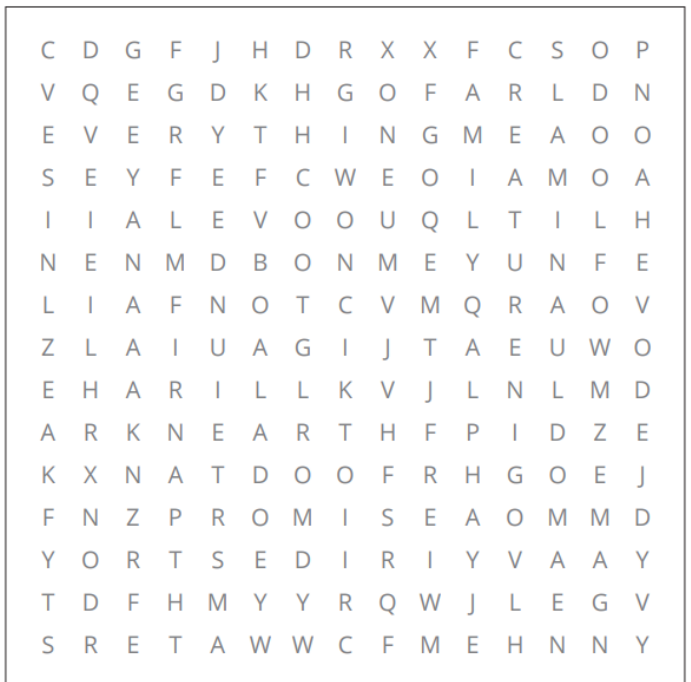 C D G F J H D R X X F C S O P
V Q E G D K H G O F A R L D N
E V E R Y T H I N G M E A O O
S E Y F E F C W E O I A M O A
I I A L E V O O U Q L T I L H
N E N M D B O N M E Y U N F E
L I A F N O T C V M Q R A O V
Z L A I U A G I J T A E U W O
E H A R I L L K V J L N L M D
A R K N E A R T H F P I D Z E
K X N A T D O O F R H G O E J
F N Z P R O M I S E A O M M D
Y O R T S E D I R I Y V A A Y
T D F H M Y Y R Q W J L E G V
S R E T A W W C F M E H N N Y